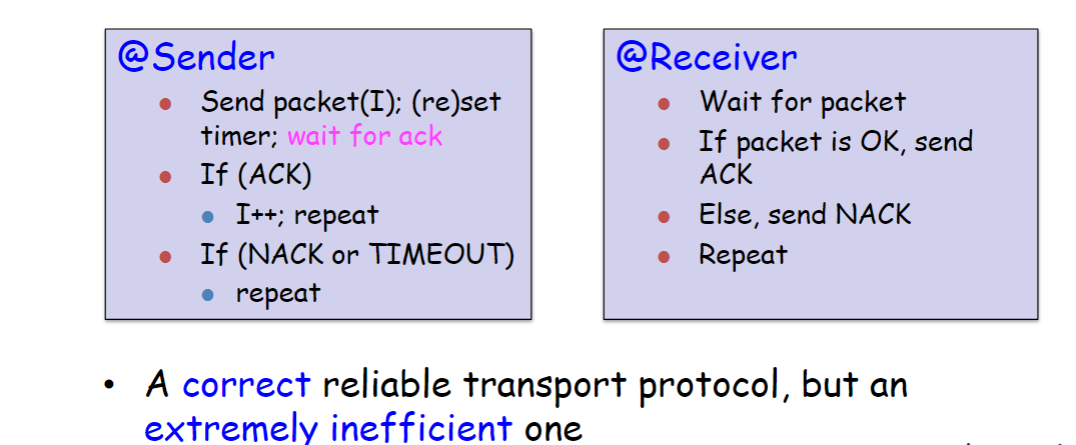 @Sender
• Send packet(I); (re)set
timer; wait for ack
• If (ACK)
• I++; repeat
• If (NACK or TIMEOUT)
• repeat
@Receiver
• Wait for packet
• If packet is OK, send
ACK
• Else, send NACK
• Repeat
• A correct reliable transport protocol, but an
extremely inefficient one